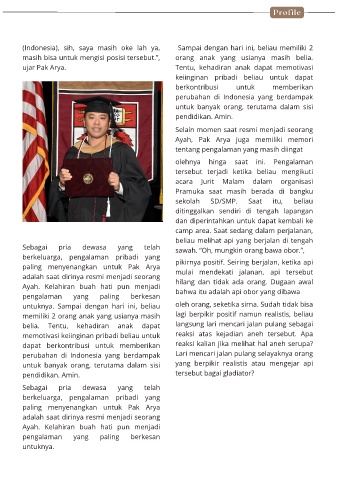 Profile
(Indonesia), sih, saya masih oke lah ya,
masih bisa untuk mengisi posisi tersebut.",
ujar Pak Arya.
Sebagai pria dewasa yang telah
berkeluarga, pengalaman pribadi yang
paling menyenangkan untuk Pak Arya
adalah saat dirinya resmi menjadi seorang
Ayah. Kelahiran buah hati pun menjadi
pengalaman yang paling berkesan
untuknya. Sampai dengan hari ini, beliau
memiliki 2 orang anak yang usianya masih
belia. Tentu, kehadiran anak dapat
memotivasi keiinginan pribadi beliau untuk
dapat berkontribusi untuk memberikan
perubahan di Indonesia yang berdampak
untuk banyak orang, terutama dalam sisi
pendidikan. Amin.
Sebagai pria dewasa yang telah
berkeluarga, pengalaman pribadi yang
paling menyenangkan untuk Pak Arya
adalah saat dirinya resmi menjadi seorang
Ayah. Kelahiran buah hati pun menjadi
pengalaman yang paling berkesan
untuknya.
Sampai dengan hari ini, beliau memiliki 2
orang anak yang usianya masih belia.
Tentu, kehadiran anak dapat memotivasi
keiinginan pribadi beliau untuk dapat
berkontribusi untuk memberikan
perubahan di Indonesia yang berdampak
untuk banyak orang, terutama dalam sisi
pendidikan. Amin.
Selain momen saat resmi menjadi seorang
Ayah, Pak Arya juga memiliki memori
tentang pengalaman yang masih diingat
olehnya hingga saat ini. Pengalaman
tersebut terjadi ketika beliau mengikuti
acara Jurit Malam dalam organisasi
Pramuka saat masih berada di bangku
sekolah SD/SMP. Saat itu, beliau
ditinggalkan sendiri di tengah lapangan
dan diperintahkan untuk dapat kembali ke
camp area. Saat sedang dalam perjalanan,
beliau melihat api yang berjalan di tengah
sawah. "Oh, mungkin orang bawa obor.",
pikirnya positif. Seiring berjalan, ketika api
mulai mendekati jalanan, api tersebut
hilang dan tidak ada orang. Dugaan awal
bahwa itu adalah api obor yang dibawa
oleh orang, seketika sirna. Sudah tidak bisa
lagi berpikir positif namun realistis, beliau
langsung lari mencari jalan pulang sebagai
reaksi atas kejadian aneh tersebut. Apa
reaksi kalian jika melihat hal aneh serupa?
Lari mencari jalan pulang selayaknya orang
yang berpikir realistis atau mengejar api
tersebut bagai gladiator?